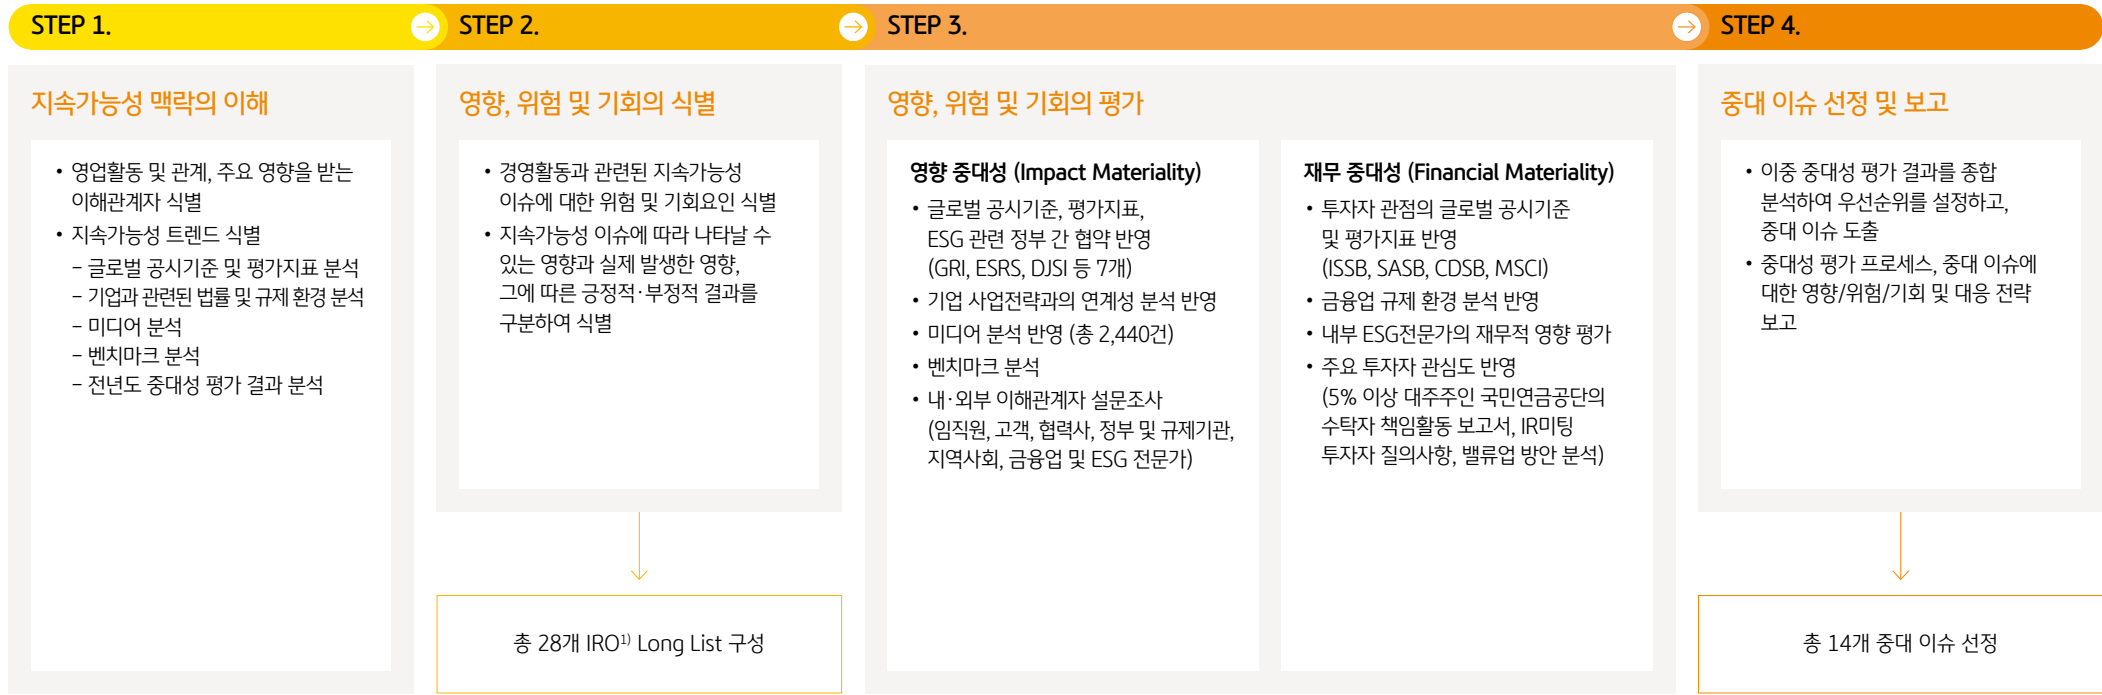 STEP 1.
지속가능성 맥락의 이해
• 영업활동 및 관계, 주요 영향을 받는
이해관계자 식별
• 지속가능성 트렌드 식별
– 글로벌 공시기준 및 평가지표 분석
– 기업과 관련된 법률 및 규제 환경 분석
– 미디어 분석
– 벤치마크 분석
– 전년도 중대성 평가 결과 분석
STEP 2.
영향, 위험 및 기회의 식별
• 경영활동과 관련된 지속가능성
이슈에 대한 위험 및 기회요인 식별
• 지속가능성 이슈에 따라 나타날 수
있는 영향과 실제 발생한 영향,
그에 따른 긍정적·부정적 결과를
구분하여 식별
총 28개 IRO1) Long List 구성
STEP 3.
영향, 위험 및 기회의 평가
영향 중대성 (Impact Materiality)
• 글로벌 공시기준, 평가지표,
ESG 관련 정부 간 협약 반영
(GRI, ESRS, DJSI 등 7개)
• 기업 사업전략과의 연계성 분석 반영
• 미디어 분석 반영 (총 2,440건)
• 벤치마크 분석
• 내·외부 이해관계자 설문조사
(임직원, 고객, 협력사, 정부 및 규제기관,
지역사회, 금융업 및 ESG 전문가)
재무 중대성 (Financial Materiality)
• 투자자 관점의 글로벌 공시기준
및 평가지표 반영
(ISSB, SASB, CDSB, MSCI)
• 금융업 규제 환경 분석 반영
• 내부 ESG전문가의 재무적 영향 평가
• 주요 투자자 관심도 반영
(5% 이상 대주주인 국민연금공단의
수탁자 책임활동 보고서, IR미팅
투자자 질의사항, 밸류업 방안 분석)
STEP 4.
중대 이슈 선정 및 보고
• 이중 중대성 평가 결과를 종합
분석하여 우선순위를 설정하고,
중대 이슈 도출
• 중대성 평가 프로세스, 중대 이슈에
대한 영향/위험/기회 및 대응 전략
보고
총 14개 중대 이슈 선정